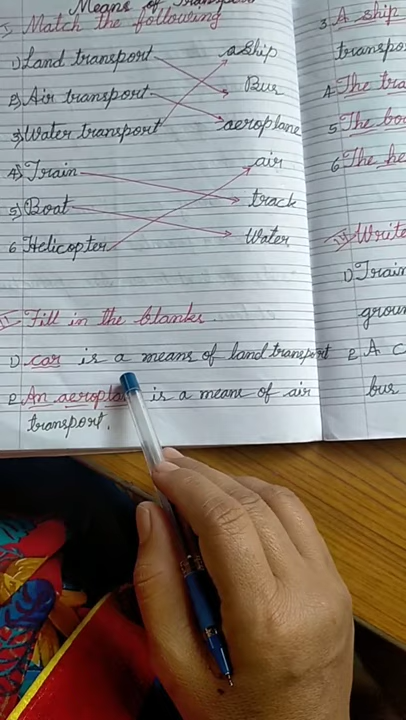 Means of Transport
I) Match the following
1) Land transport a ship
2) Air transport Bus
3) Water transport aeroplane
4) Train air
5) Boat track
6 Helicopter Water
II Fill in the blanks
1) car is a means of land transport
2 An aeropla is a means of air
transport.
3 A ship
transpo
4 The tra
5 The bo
6 The he
III Write
1) Train
groun
2 A c
bus